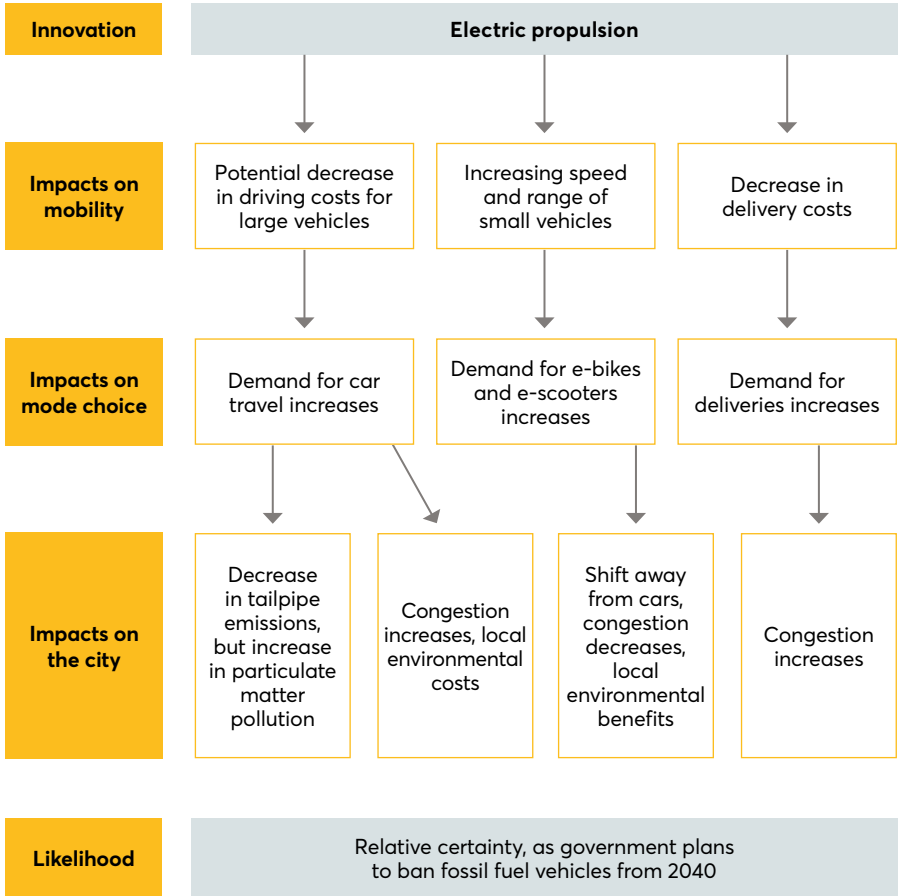 Innovation
Electric propulsion
Impacts on
mobility
Potential decrease
in driving costs for
large vehicles
Increasing speed
and range of
small vehicles
Decrease in
delivery costs
Impacts on
mode choice
Demand for car
travel increases
Demand for e-bikes
and e-scooters
increases
Demand for
deliveries increases
Impacts on
the city
Decrease
in tailpipe
emissions,
but increase
in particulate
matter
pollution
Congestion
increases, local
environmental
costs
Shift away
from cars,
congestion
decreases,
local
environmental
benefits
Congestion
increases
Likelihood
Relative certainty, as government plans
to ban fossil fuel vehicles from 2040